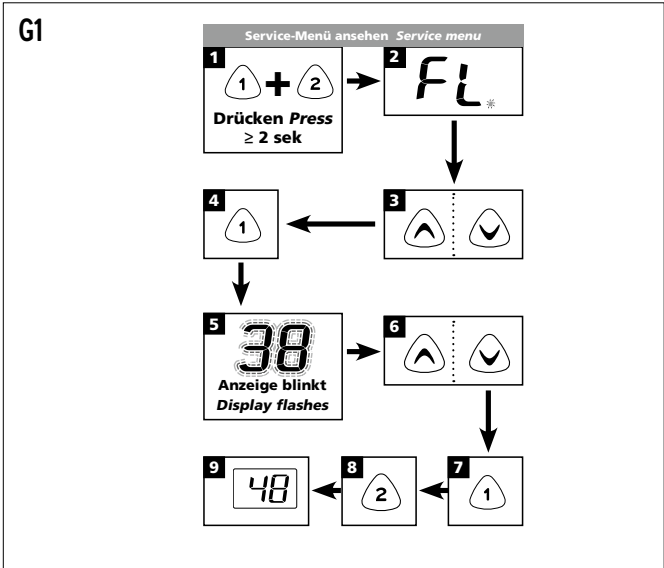 G1
Service-Menü ansehen Service menu
1
1 + 2
Drücken Press
≥ 2 sek
2
FL
3
4
1
5
38
Anzeige blinkt
Display flashes
6
7
1
8
2
9
48